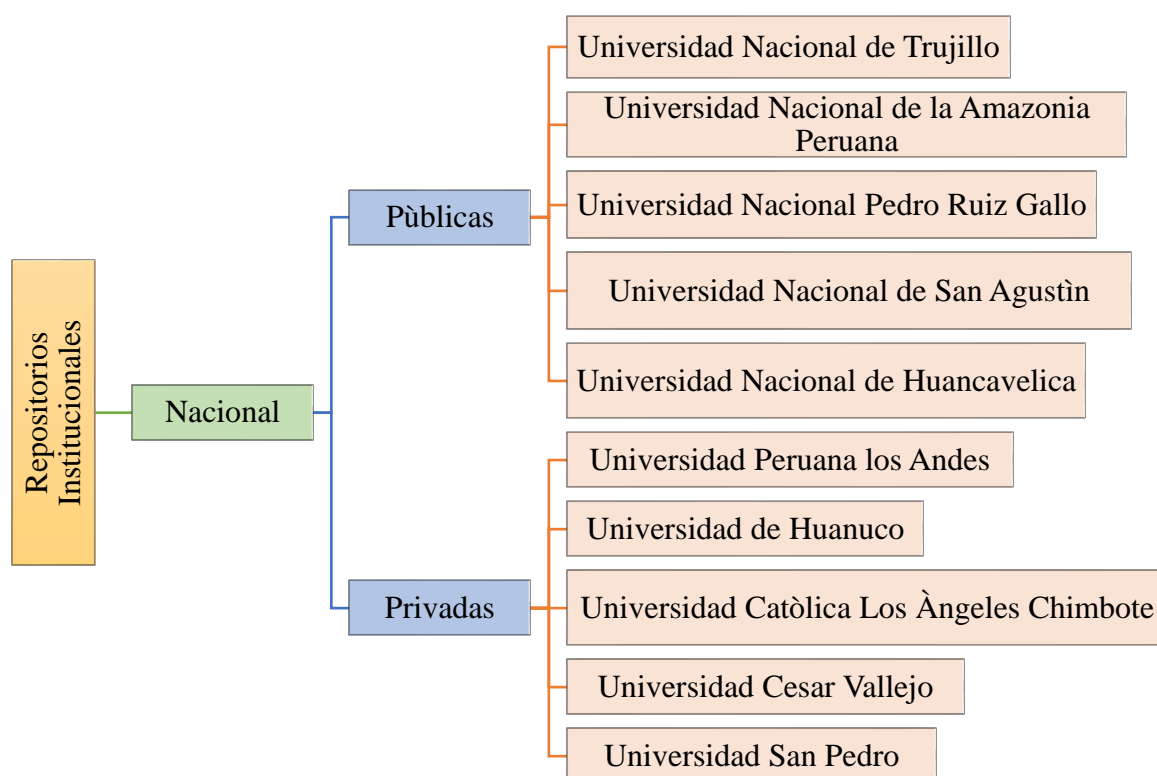 Repositorios
Institucionales
Nacional
Pùblicas
Universidad Nacional de Trujillo
Universidad Nacional de la Amazonia
Peruana
Universidad Nacional Pedro Ruiz Gallo
Universidad Nacional de San Agustìn
Universidad Nacional de Huancavelica
Privadas
Universidad Peruana los Andes
Universidad de Huanuco
Universidad Catòlica Los Àngeles Chimbote
Universidad Cesar Vallejo
Universidad San Pedro